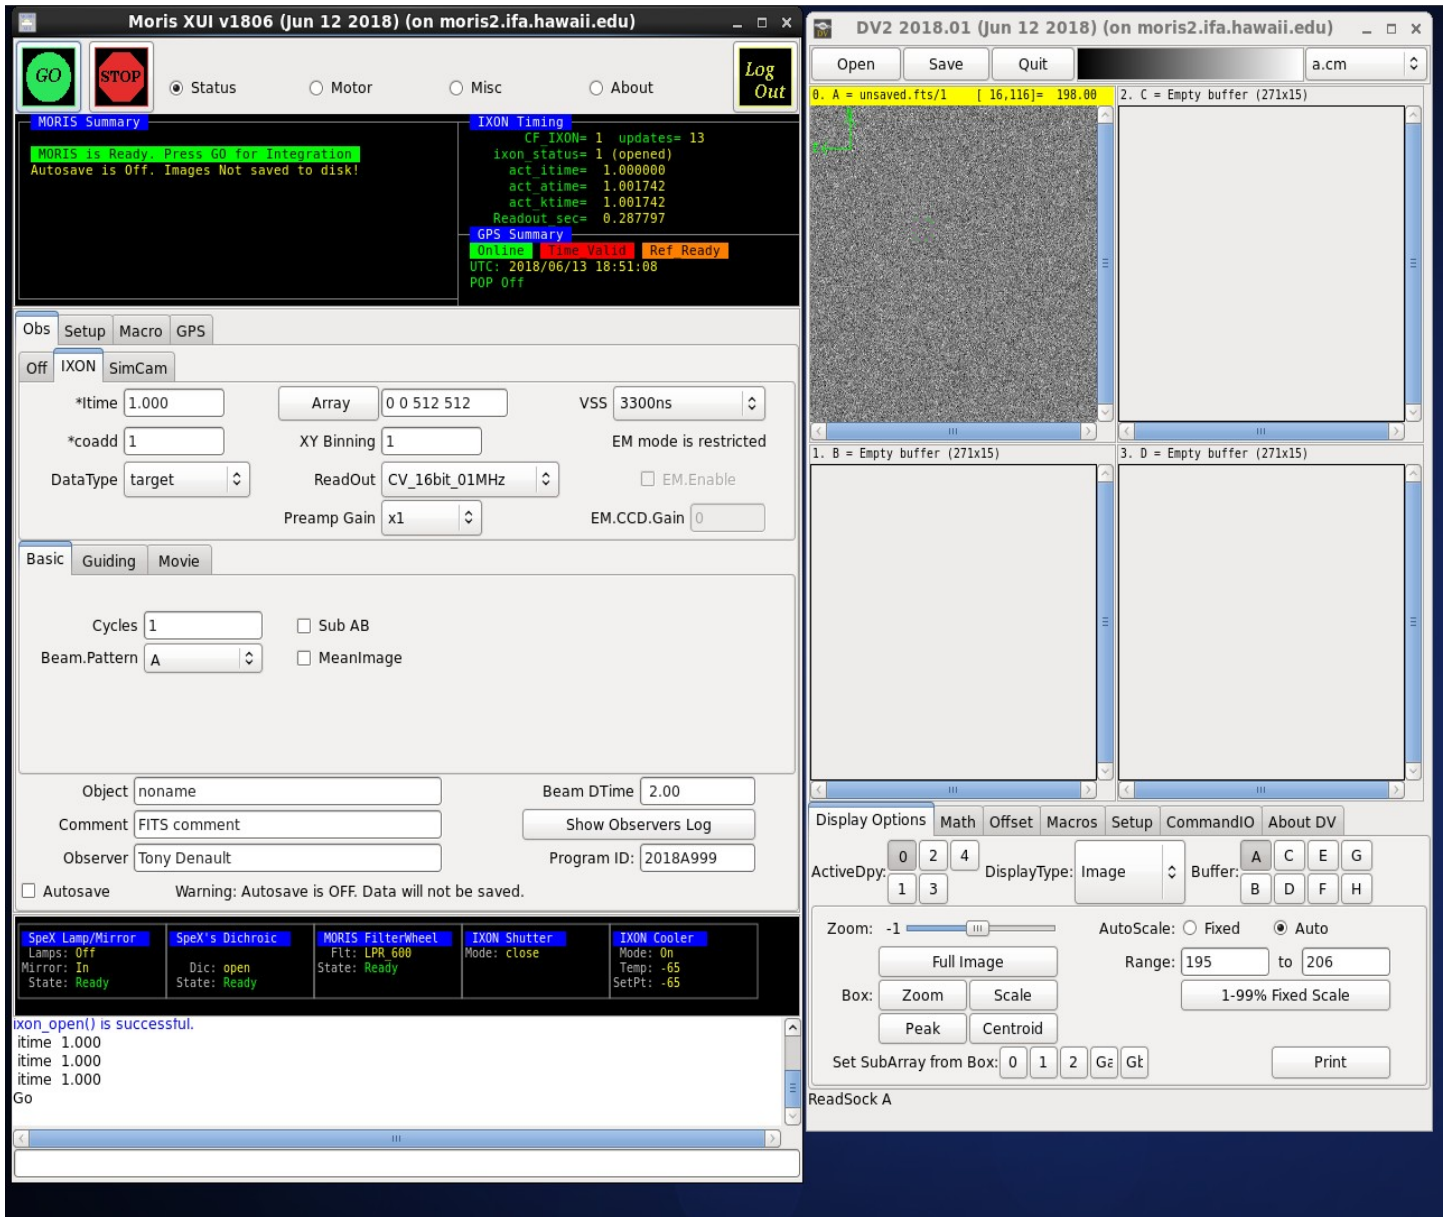 Moris XUI v1806 (Jun 12 2018) (on moris2.ifa.hawaii.edu)
GO
STOP
Status
Motor
Misc
About
Log Out
MORIS Summary
MORIS is Ready. Press GO for Integration
Autosave is Off. Images Not saved to disk!
IXON Timing
CF_IXON= 1 updates= 13
ixon_status= 1 (opened)
act_itime= 1.000000
act_atime= 1.001742
act_ktime= 1.001742
Readout_sec= 0.287797
GPS Summary
Online Time Valid Ref Ready
UTC: 2018/06/13 18:51:08
POP Off
Obs Setup Macro GPS
Off IXON SimCam
*Itime 1.000 Array 0 0 512 512 VSS 3300ns
*coadd 1 XY Binning 1 EM mode is restricted
DataType target ReadOut CV_16bit_01MHz EM.Enable
Preamp Gain x1 EM.CCD.Gain 0
Basic Guiding Movie
Cycles 1 Sub AB
Beam.Pattern A MeanImage
Object noname Beam DTime 2.00
Comment FITS comment Show Observers Log
Observer Tony Denault Program ID: 2018A999
Autosave Warning: Autosave is OFF. Data will not be saved.
SpeX Lamp/Mirror
Lamps: Off
Mirror: In
State: Ready
SpeX's Dichroic
Dic: open
State: Ready
MORIS FilterWheel
Flt: LPR_600
State: Ready
IXON Shutter
Mode: close
IXON Cooler
Mode: On
Temp: -65
SetPt: -65
ixon_open() is successful.
itime 1.000
itime 1.000
itime 1.000
Go
DV2 2018.01 (Jun 12 2018) (on moris2.ifa.hawaii.edu)
Open Save Quit a.cm
0. A = unsaved.fts/1 [ 16,116]= 198.00
2. C = Empty buffer (271x15)
1. B = Empty buffer (271x15)
3. D = Empty buffer (271x15)
Display Options Math Offset Macros Setup CommandIO About DV
ActiveDpy: 0 2 4 1 3 DisplayType: Image Buffer: A C E G B D F H
Zoom: -1 AutoScale: Fixed Auto
Full Image Range: 195 to 206
Box: Zoom Scale 1-99% Fixed Scale
Peak Centroid
Set SubArray from Box: 0 1 2 Ga Gb Print
ReadSock A